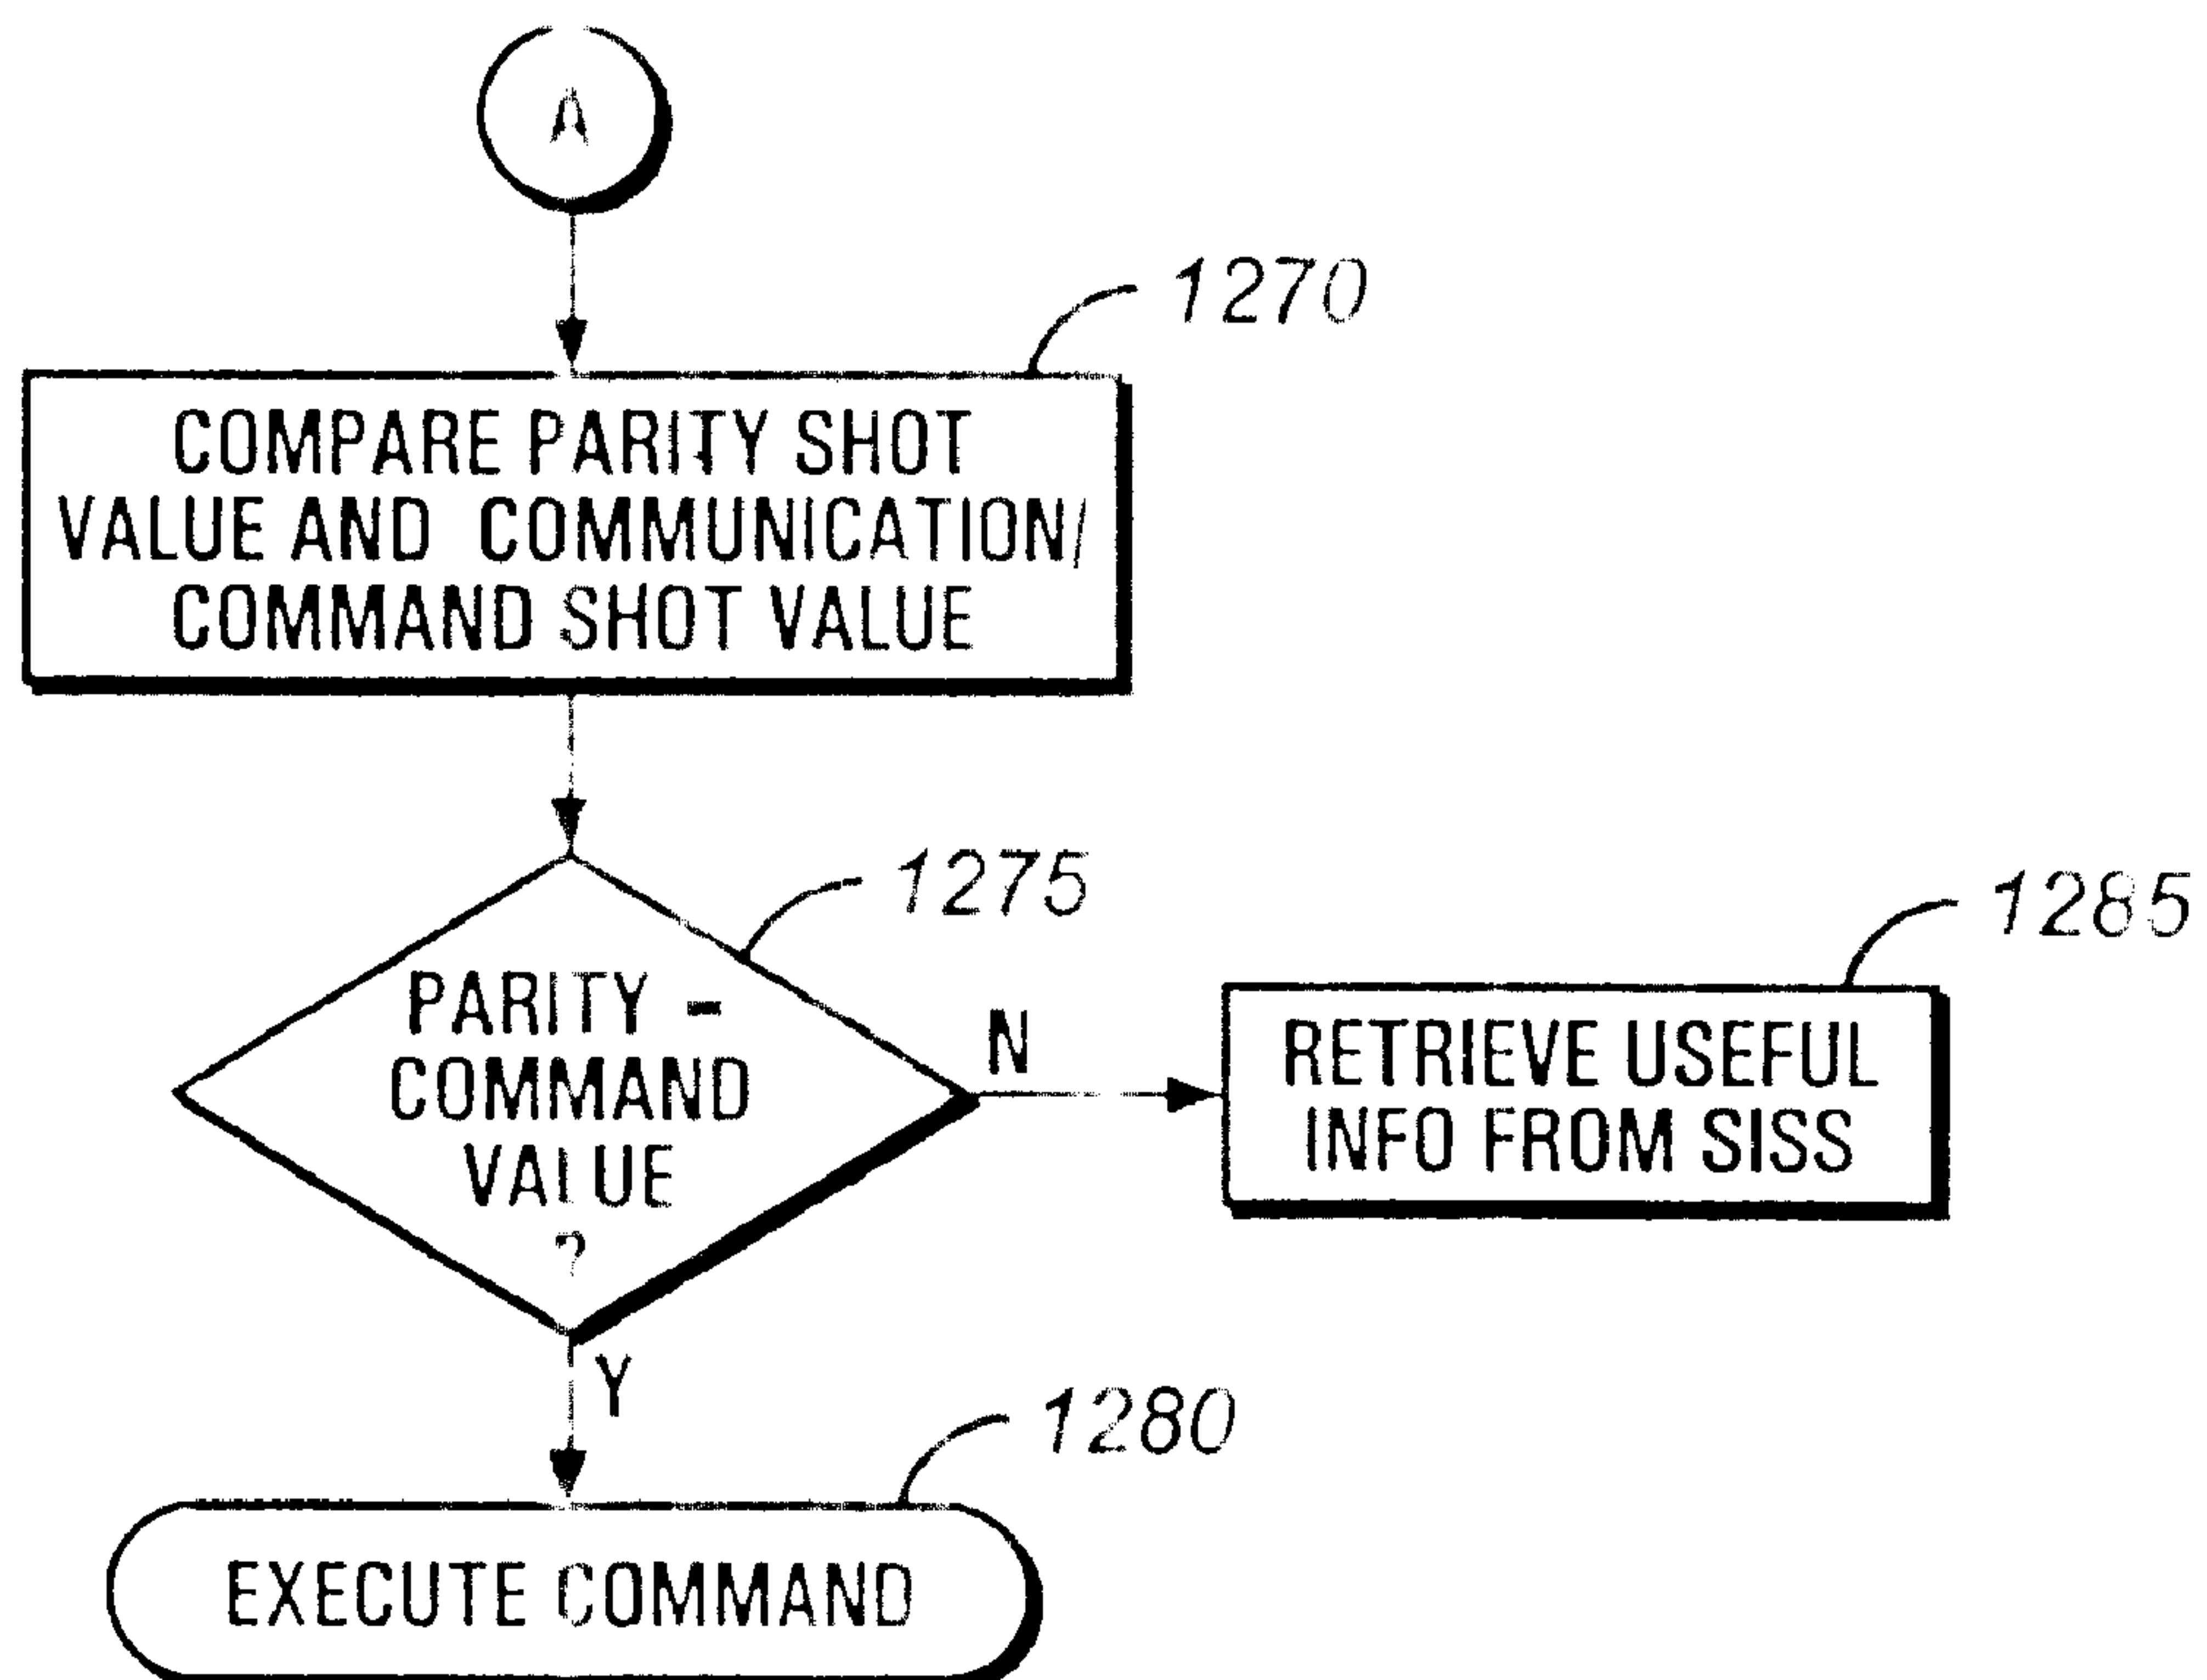 A
1270
COMPARE PARITY SHOT
VALUE AND COMMUNICATION/
COMMAND SHOT VALUE
1275
PARITY -
COMMAND
VALUE
?
N
1285
RETRIEVE USEFUL
INFO FROM SISS
Y
1280
EXECUTE COMMAND